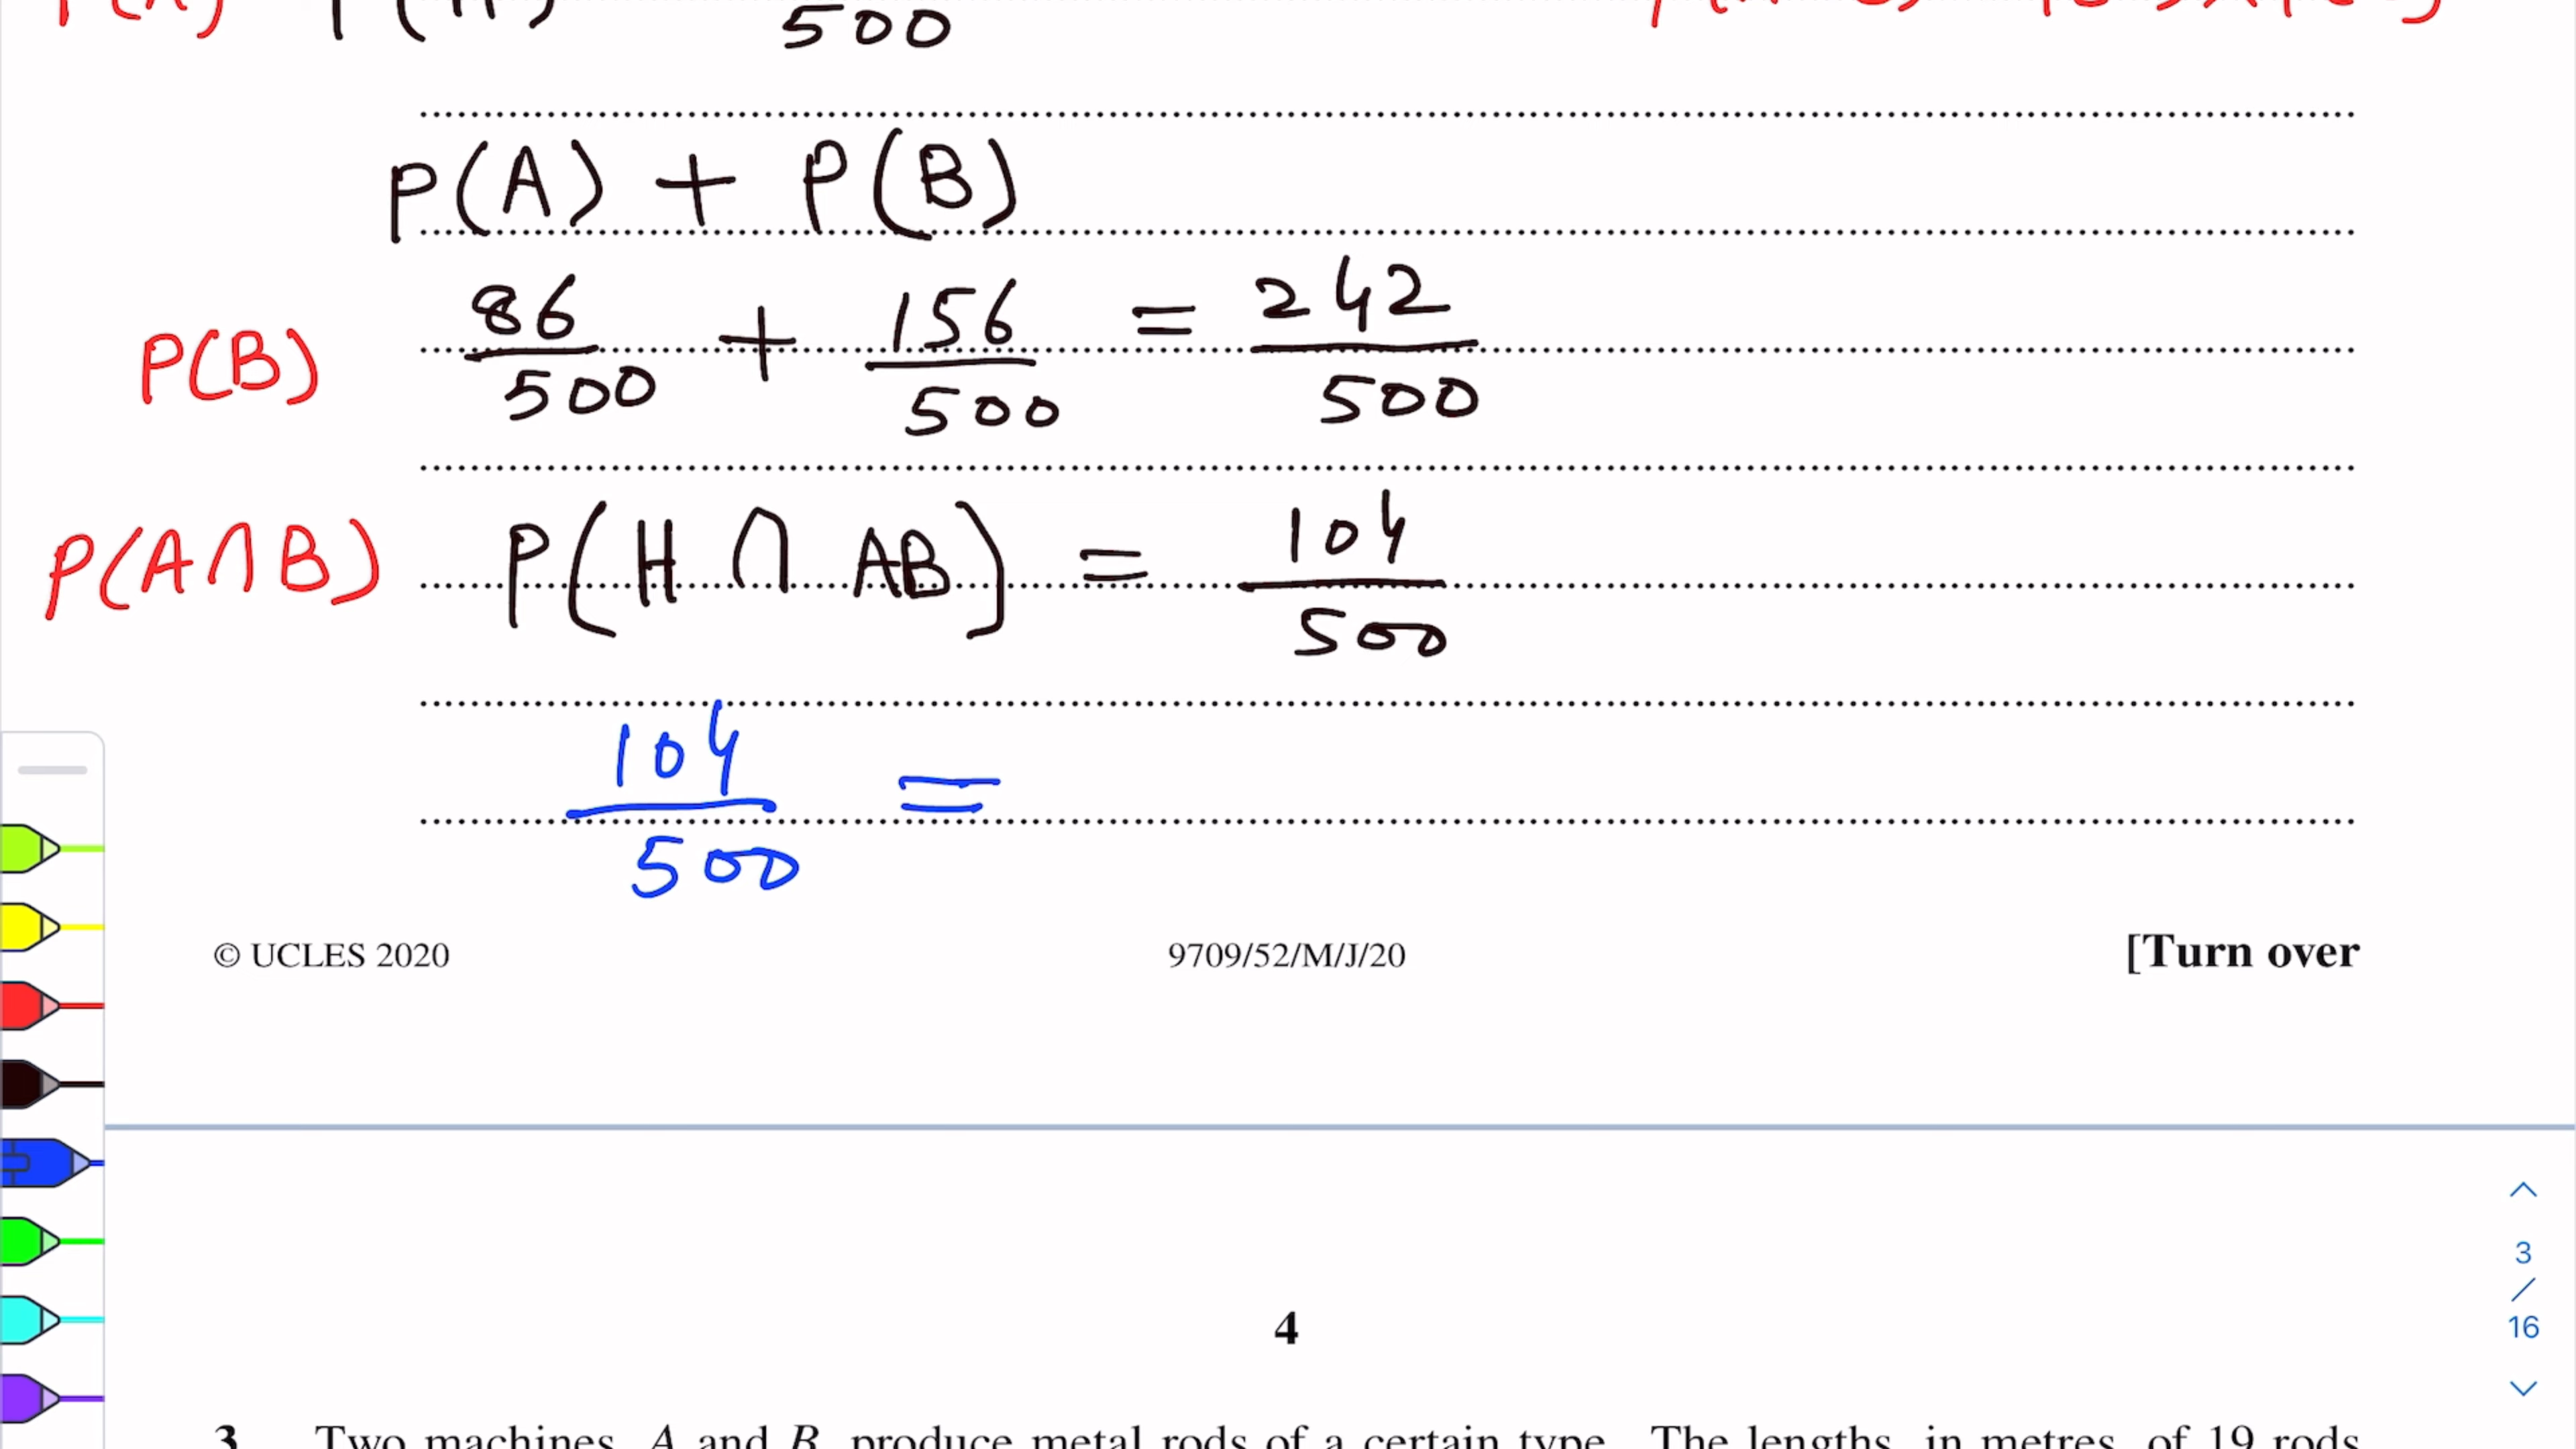 500
P(A) + P(B)
P(B) 86/500 + 156/500 = 242/500
P(A∩B) P(H ∩ AB) = 104/500
104/500 =
© UCLES 2020 9709/52/M/J/20 [Turn over
3
/
16
4
3 Two machines, A and B, produce metal rods of a certain type. The lengths, in metres, of 19 rods